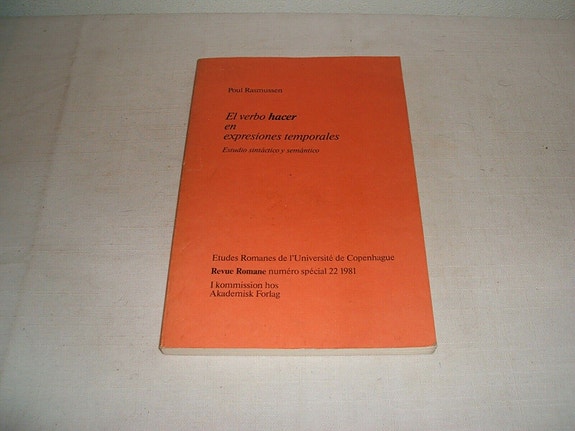 Poul Rasmussen
El verbo hacer
en
expresiones temporales
Estudio sintáctico y semántico
Etudes Romanes de l'Université de Copenhague
Revue Romane numéro spécial 22 1981
I kommission hos
Akademisk Forlag